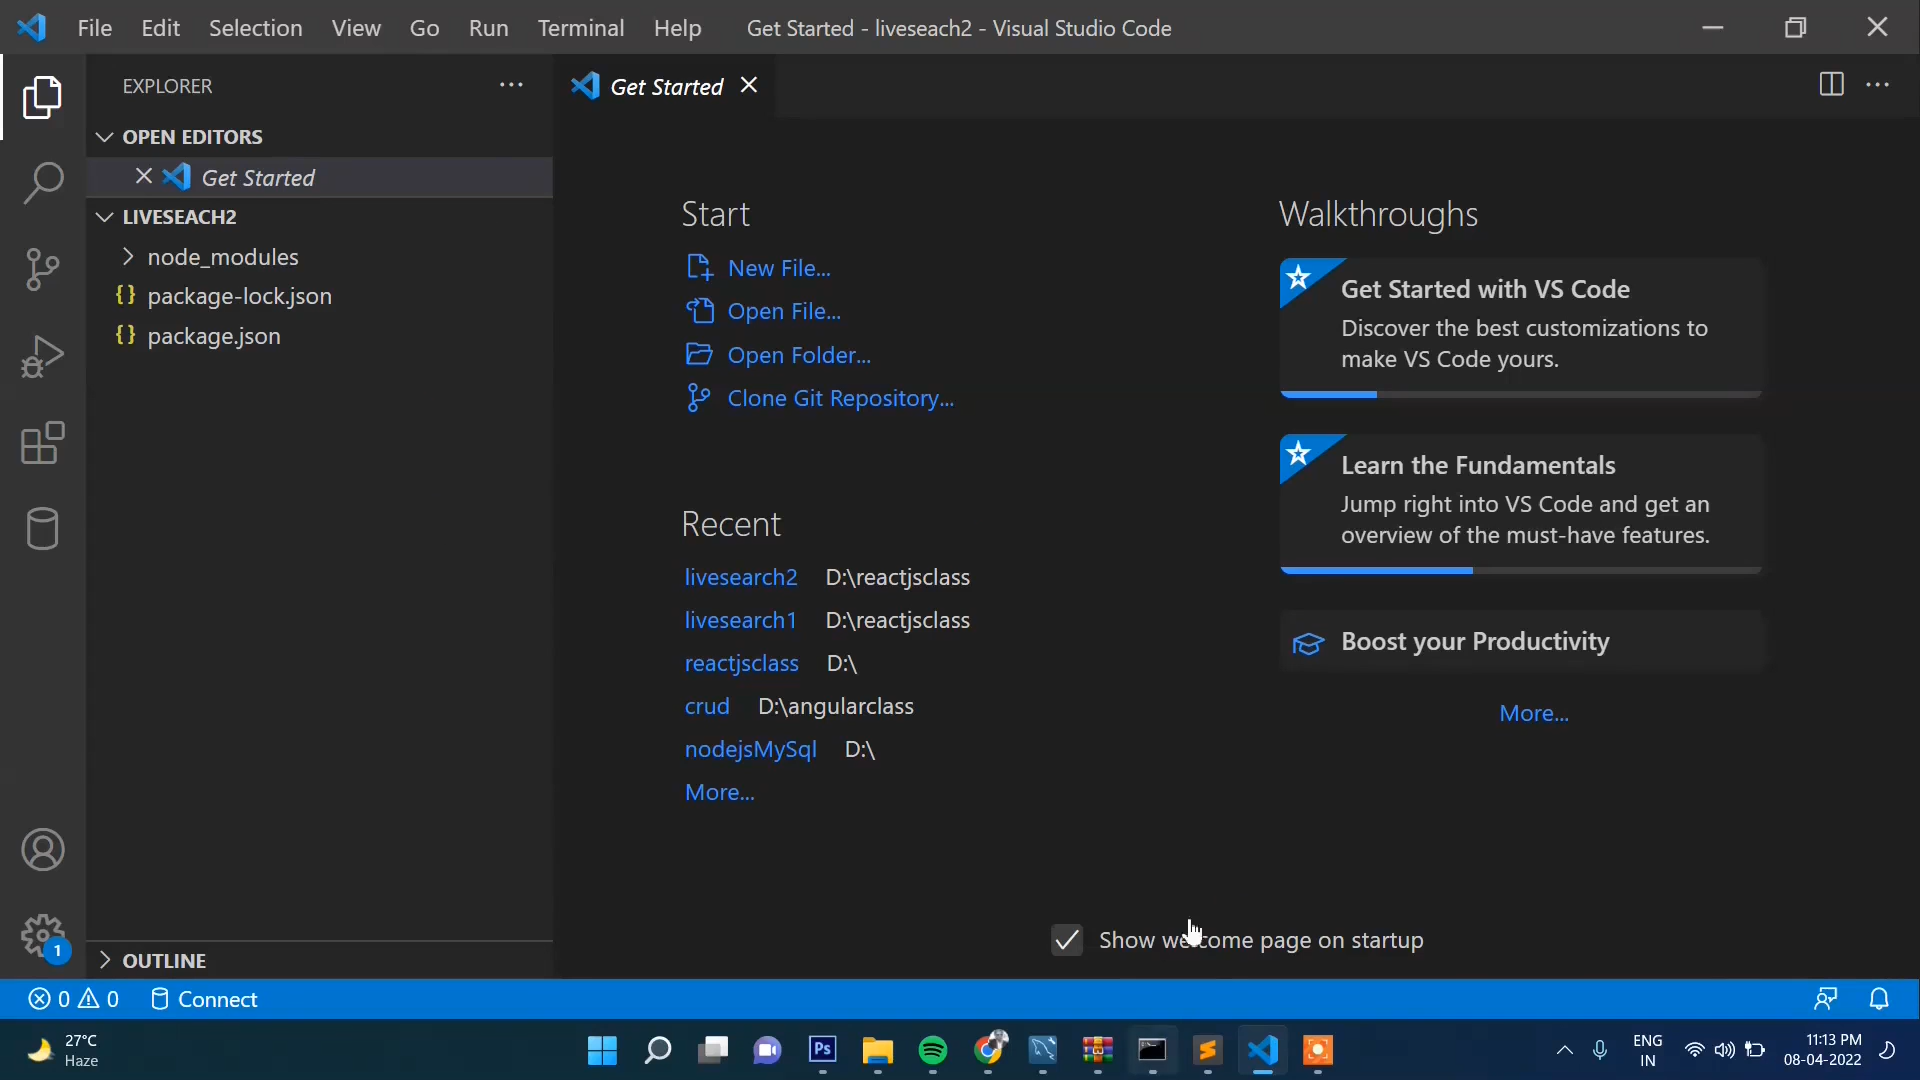 File Edit Selection View Go Run Terminal Help Get Started - liveseach2 - Visual Studio Code
EXPLORER
Get Started
OPEN EDITORS
Get Started
LIVESEACH2
node_modules
{} package-lock.json
{} package.json
OUTLINE
Start
New File...
Open File...
Open Folder...
Clone Git Repository...
Recent
livesearch2 D:\reactjsclass
livesearch1 D:\reactjsclass
reactjsclass D:\
crud D:\angularclass
nodejsMySql D:\
More...
Walkthroughs
Get Started with VS Code
Discover the best customizations to
make VS Code yours.
Learn the Fundamentals
Jump right into VS Code and get an
overview of the must-have features.
Boost your Productivity
More...
Show welcome page on startup
1
0 0 Connect
27°C
Haze
Ps
ENG
IN
11:13 PM
08-04-2022